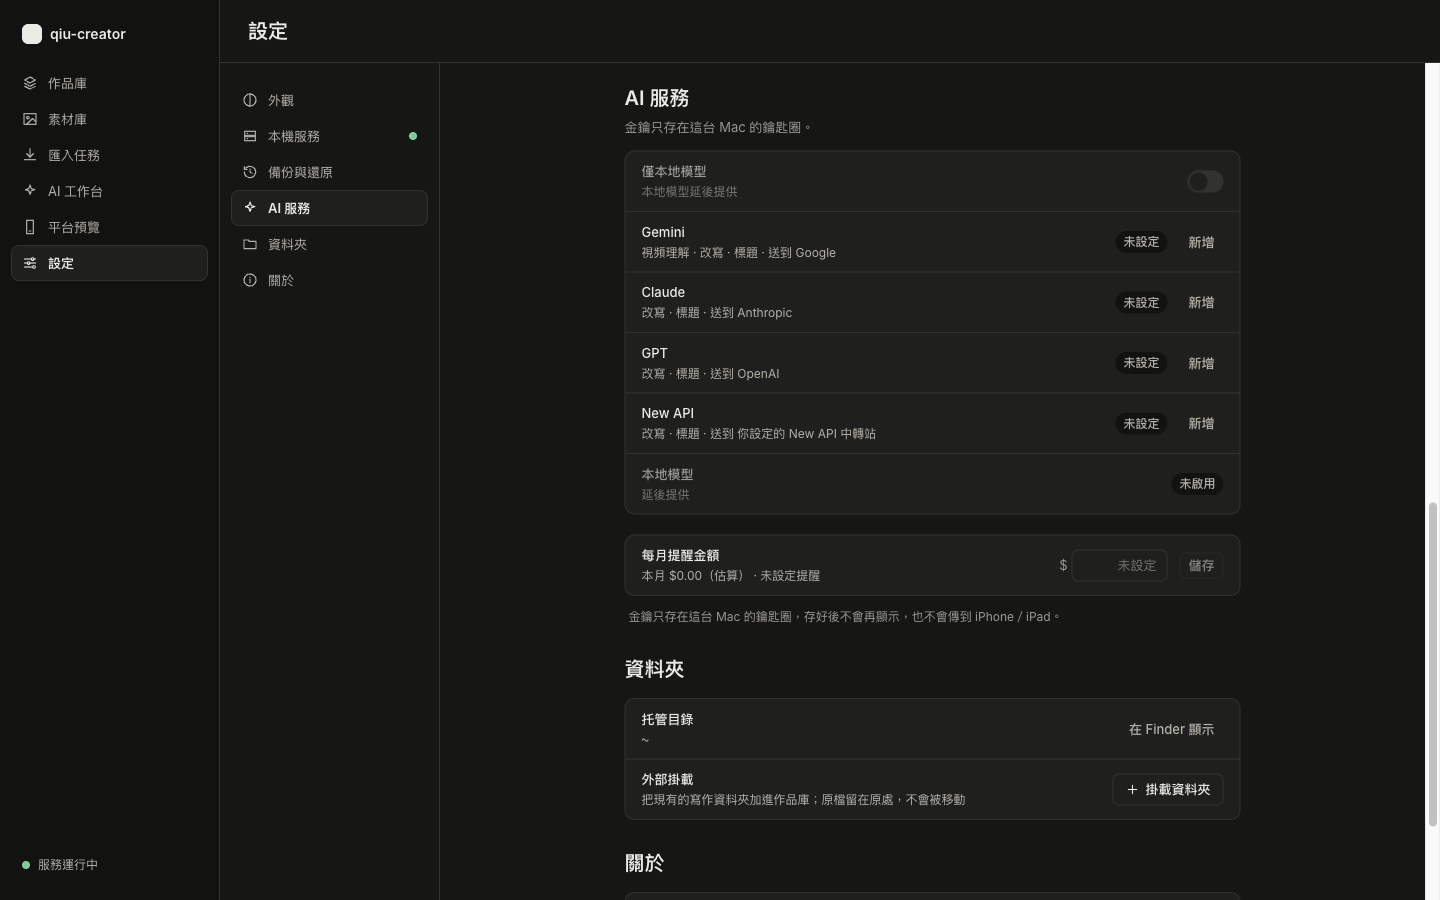 qiu-creator
作品庫
素材庫
匯入任務
AI 工作台
平台預覽
設定
服務運行中
設定
外觀
本機服務
備份與還原
AI 服務
資料夾
關於
AI 服務
金鑰只存在這台 Mac 的鑰匙圈。
僅本地模型
本地模型延後提供
Gemini
視頻理解 · 改寫 · 標題 · 送到 Google
未設定
新增
Claude
改寫 · 標題 · 送到 Anthropic
未設定
新增
GPT
改寫 · 標題 · 送到 OpenAI
未設定
新增
New API
改寫 · 標題 · 送到 你設定的 New API 中轉站
未設定
新增
本地模型
延後提供
未啟用
每月提醒金額
本月 $0.00（估算） · 未設定提醒
$
未設定
儲存
金鑰只存在這台 Mac 的鑰匙圈，存好後不會再顯示，也不會傳到 iPhone / iPad。
資料夾
托管目錄
~
在 Finder 顯示
外部掛載
把現有的寫作資料夾加進作品庫；原檔留在原處，不會被移動
+ 掛載資料夾
關於